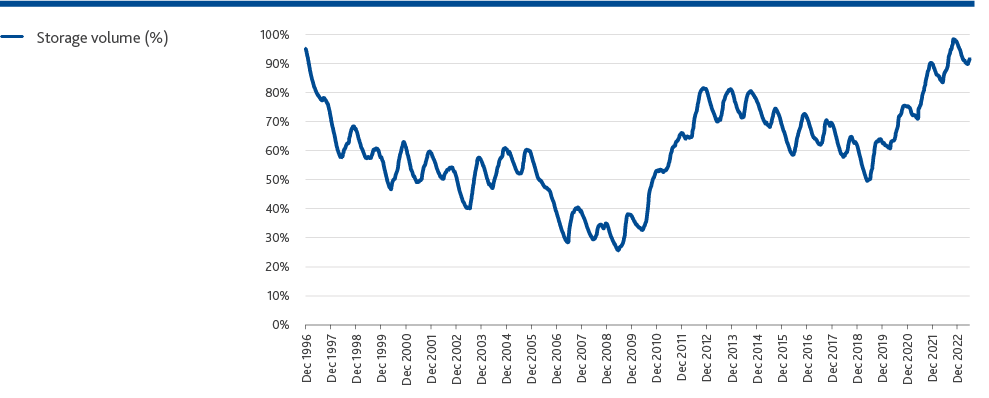 Storage volume (%)
100%
90%
80%
70%
60%
50%
40%
30%
20%
10%
0%
Dec 1996
Dec 1997
Dec 1998
Dec 1999
Dec 2000
Dec 2001
Dec 2002
Dec 2003
Dec 2004
Dec 2005
Dec 2006
Dec 2007
Dec 2008
Dec 2009
Dec 2010
Dec 2011
Dec 2012
Dec 2013
Dec 2014
Dec 2015
Dec 2016
Dec 2017
Dec 2018
Dec 2019
Dec 2020
Dec 2021
Dec 2022